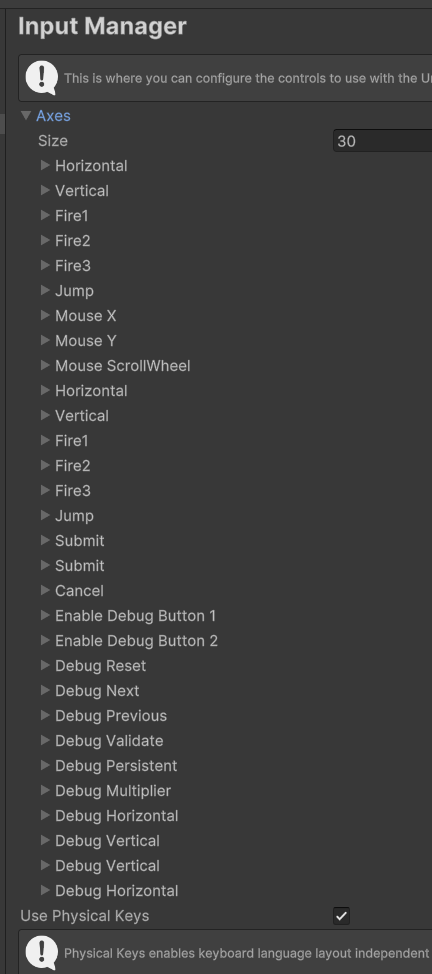 Input Manager
This is where you can configure the controls to use with the
Axes
Size 30
Horizontal
Vertical
Fire1
Fire2
Fire3
Jump
Mouse X
Mouse Y
Mouse ScrollWheel
Horizontal
Vertical
Fire1
Fire2
Fire3
Jump
Submit
Submit
Cancel
Enable Debug Button 1
Enable Debug Button 2
Debug Reset
Debug Next
Debug Previous
Debug Validate
Debug Persistent
Debug Multiplier
Debug Horizontal
Debug Vertical
Debug Vertical
Debug Horizontal
Use Physical Keys
Physical Keys enables keyboard language layout independent